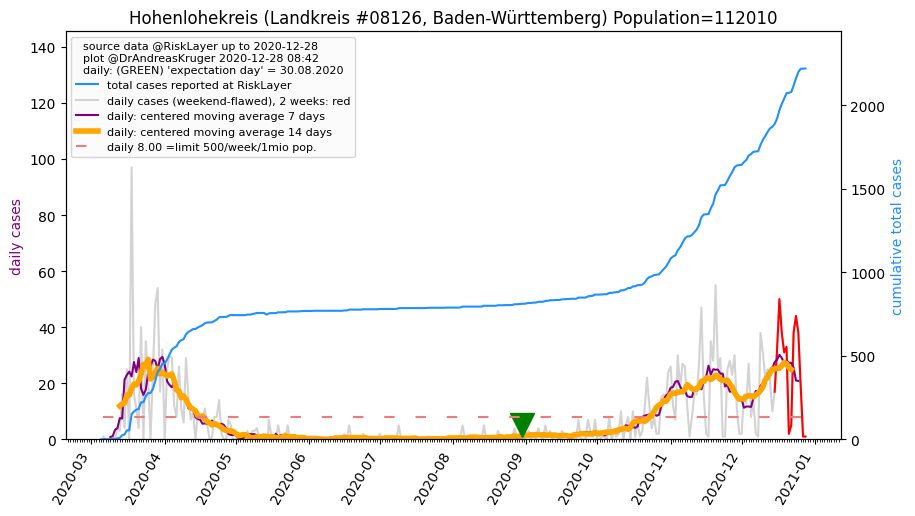 Hohenlohekreis (Landkreis #08126, Baden-Württemberg) Population=112010
source data @RiskLayer up to 2020-12-28
plot @DrAndreasKruger 2020-12-28 08:42
daily: (GREEN) 'expectation day' = 30.08.2020
total cases reported at RiskLayer
daily cases (weekend-flawed), 2 weeks: red
daily: centered moving average 7 days
daily: centered moving average 14 days
daily 8.00 =limit 500/week/1mio pop.
daily cases
140
120
100
80
60
40
20
0
cumulative total cases
2000
1500
1000
500
0
2020-03
2020-04
2020-05
2020-06
2020-07
2020-08
2020-09
2020-10
2020-11
2020-12
2021-01